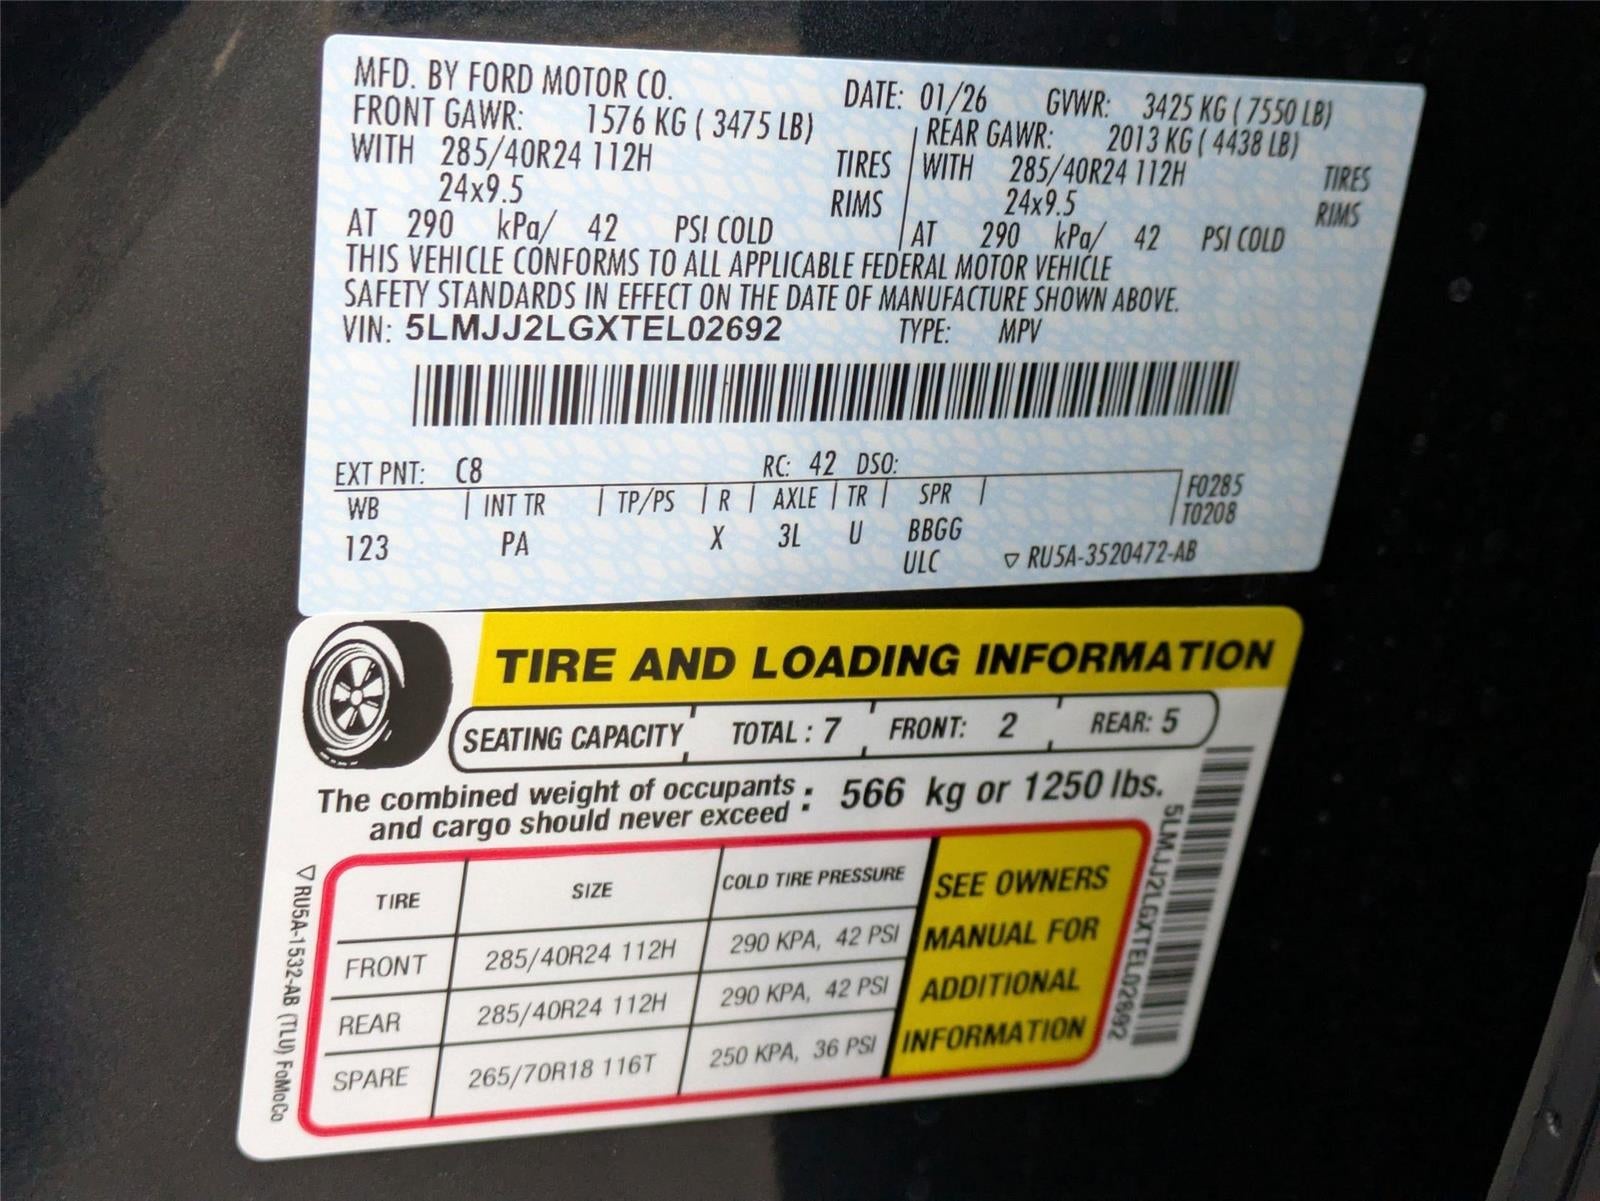 MFD. BY FORD MOTOR CO.
DATE: 01/26 GVWR: 3425 KG ( 7550 LB)
FRONT GAWR: 1576 KG ( 3475 LB)
REAR GAWR: 2013 KG ( 4438 LB)
WITH 285/40R24 112H TIRES
WITH 285/40R24 112H TIRES
24x9.5 RIMS
24x9.5 RIMS
AT 290 kPa/ 42 PSI COLD
AT 290 kPa/ 42 PSI COLD
THIS VEHICLE CONFORMS TO ALL APPLICABLE FEDERAL MOTOR VEHICLE
SAFETY STANDARDS IN EFFECT ON THE DATE OF MANUFACTURE SHOWN ABOVE.
VIN: 5LMJJ2LGXTEL02692 TYPE: MPV
EXT PNT: C8 RC: 42 DSO:
WB INT TR TP/PS R AXLE TR SPR F0285
T0208
123 PA X 3L U BBGG
ULC ▽ RU5A-3520472-AB
TIRE AND LOADING INFORMATION
SEATING CAPACITY TOTAL : 7 FRONT: 2 REAR: 5
The combined weight of occupants
and cargo should never exceed : 566 kg or 1250 lbs.
TIRE SIZE COLD TIRE PRESSURE
FRONT 285/40R24 112H 290 KPA, 42 PSI
REAR 285/40R24 112H 290 KPA, 42 PSI
SPARE 265/70R18 116T 250 KPA, 36 PSI
SEE OWNERS
MANUAL FOR
ADDITIONAL
INFORMATION
5LMJJ2LGXTEL02692
▽ RU5A-1532-AB (TLU) FoMoCo